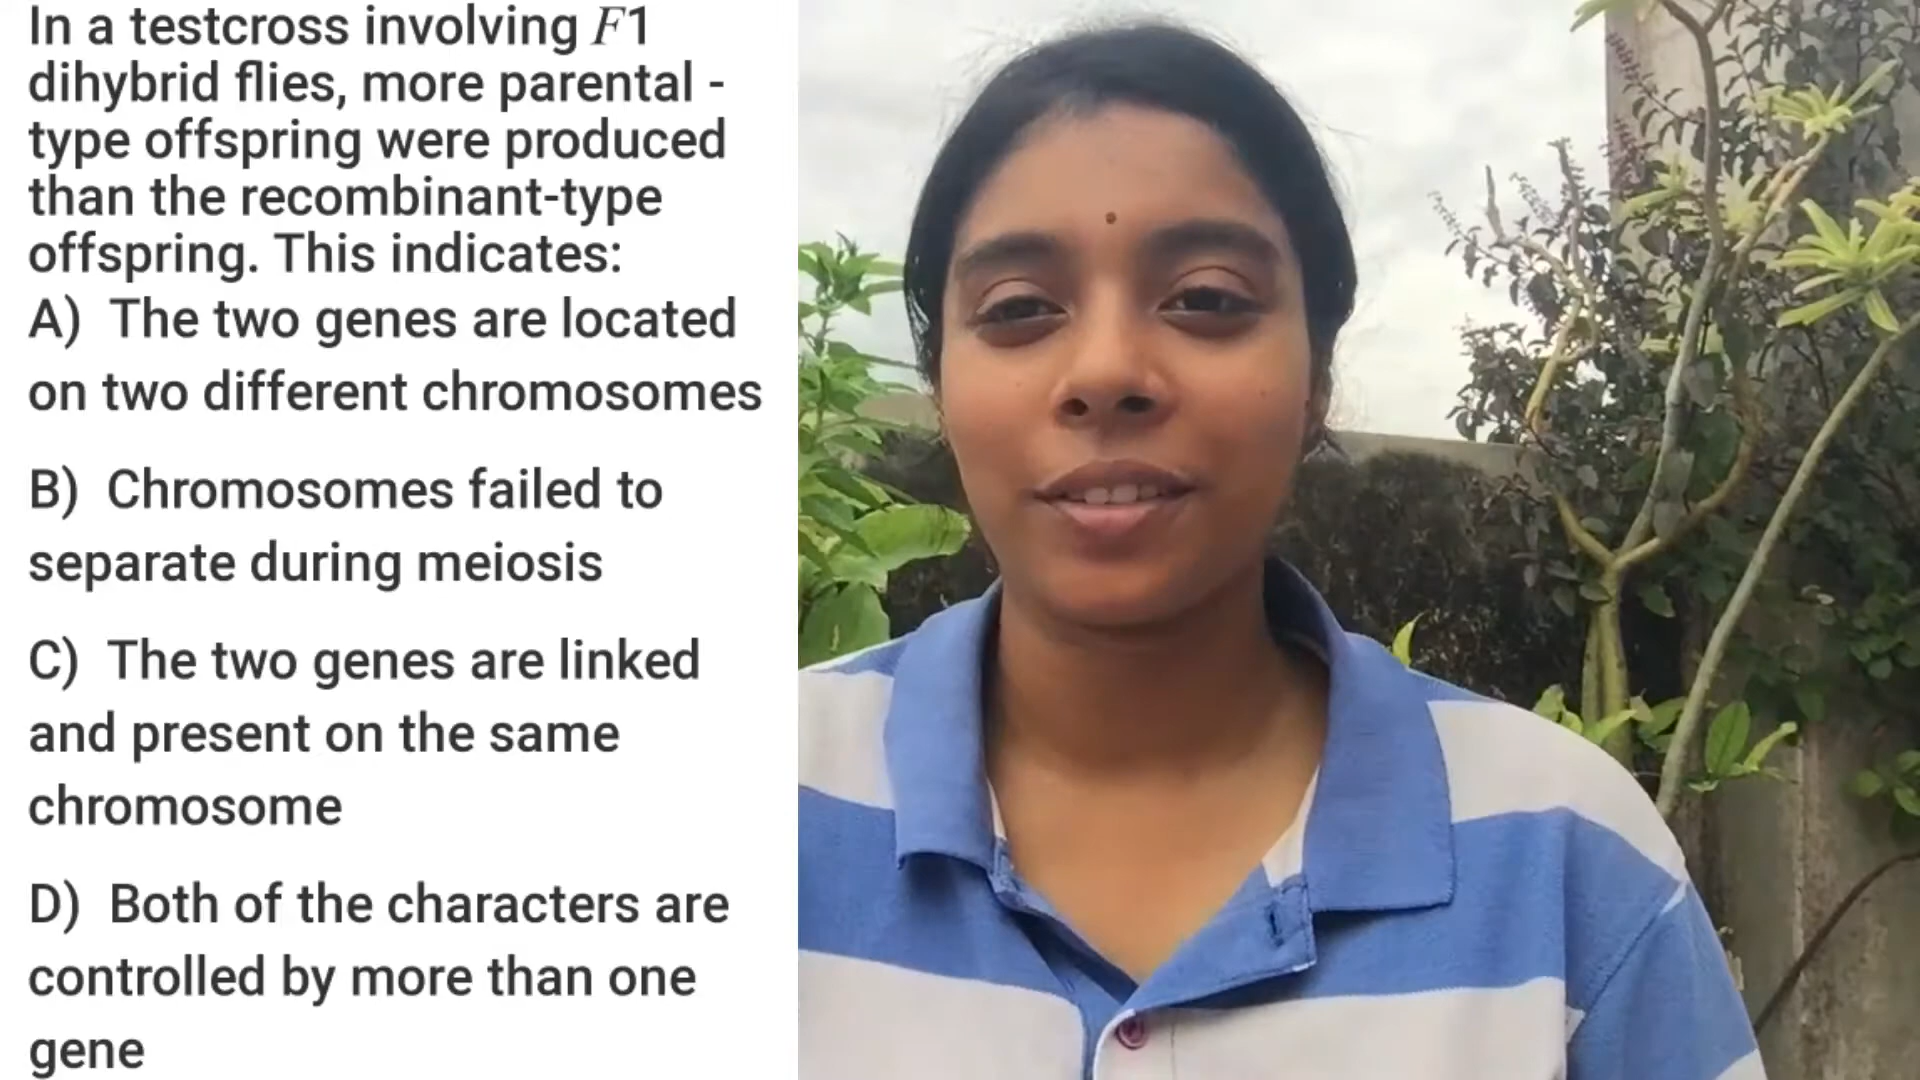 In a testcross involving F1
dihybrid flies, more parental -
type offspring were produced
than the recombinant-type
offspring. This indicates:
A) The two genes are located
on two different chromosomes
B) Chromosomes failed to
separate during meiosis
C) The two genes are linked
and present on the same
chromosome
D) Both of the characters are
controlled by more than one
gene